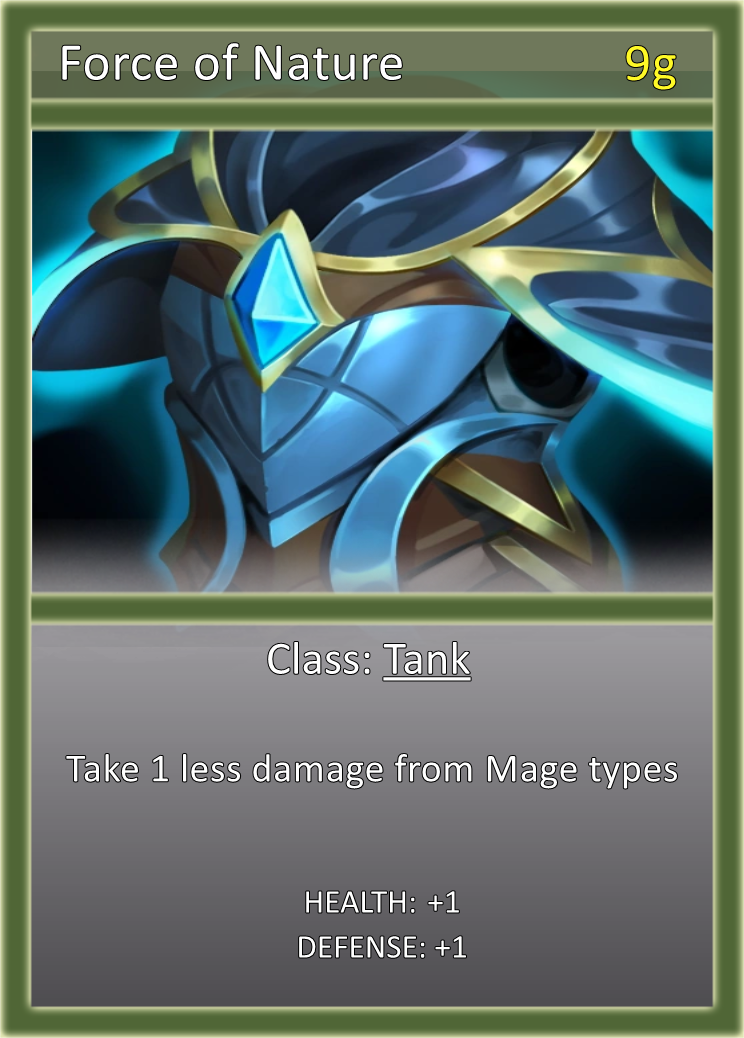 Force of Nature 9g
Class: Tank
Take 1 less damage from Mage types
HEALTH: +1
DEFENSE: +1